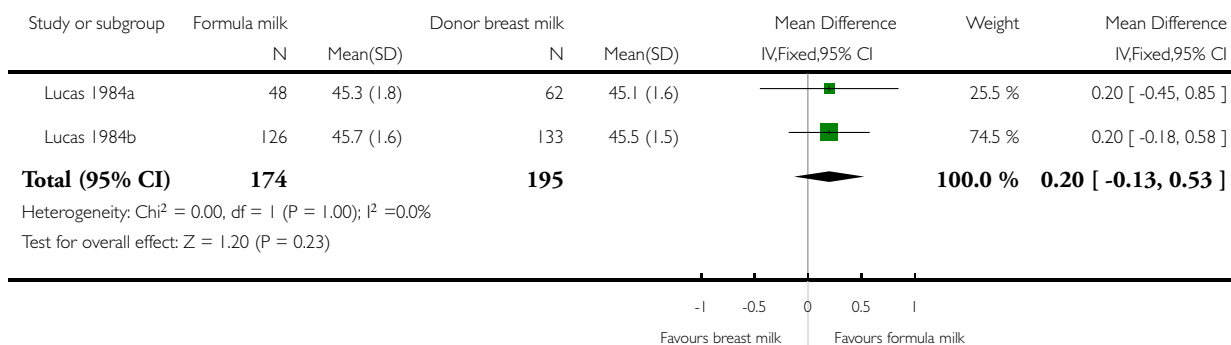 Study or subgroup Formula milk Donor breast milk Mean Difference Weight Mean Difference
N Mean(SD) N Mean(SD) IV,Fixed,95% CI IV,Fixed,95% CI
Lucas 1984a 48 45.3 (1.8) 62 45.1 (1.6) 25.5 % 0.20 [ -0.45, 0.85 ]
Lucas 1984b 126 45.7 (1.6) 133 45.5 (1.5) 74.5 % 0.20 [ -0.18, 0.58 ]
Total (95% CI) 174 195 100.0 % 0.20 [ -0.13, 0.53 ]
Heterogeneity: Chi² = 0.00, df = 1 (P = 1.00); I² =0.0%
Test for overall effect: Z = 1.20 (P = 0.23)
-1 -0.5 0 0.5 1
Favours breast milk Favours formula milk